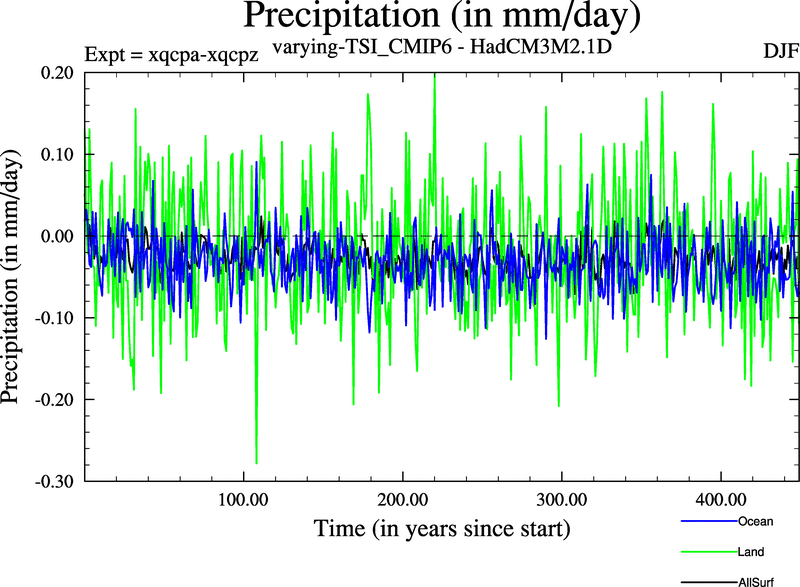 Precipitation (in mm/day)
Expt = xqcpa-xqcpz varying-TSI_CMIP6 - HadCM3M2.1D DJF
0.20
0.10
0.00
-0.10
-0.20
-0.30
Precipitation (in mm/day)
100.00 200.00 300.00 400.00
Time (in years since start)
Ocean
Land
AllSurf